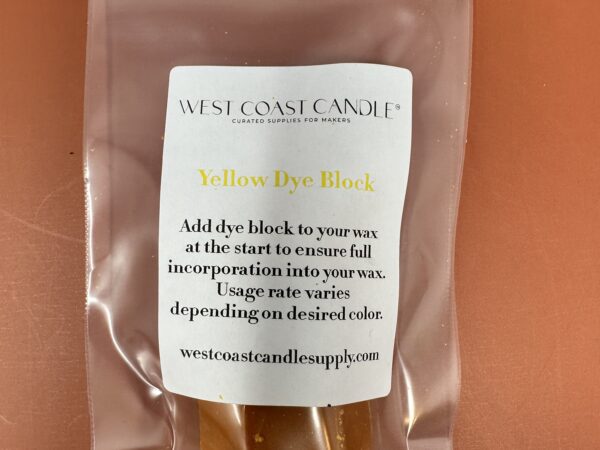 WEST COAST CANDLE®
CURATED SUPPLIES FOR MAKERS
Yellow Dye Block
Add dye block to your wax
at the start to ensure full
incorporation into your wax.
Usage rate varies
depending on desired color.
westcoastcandlesupply.com